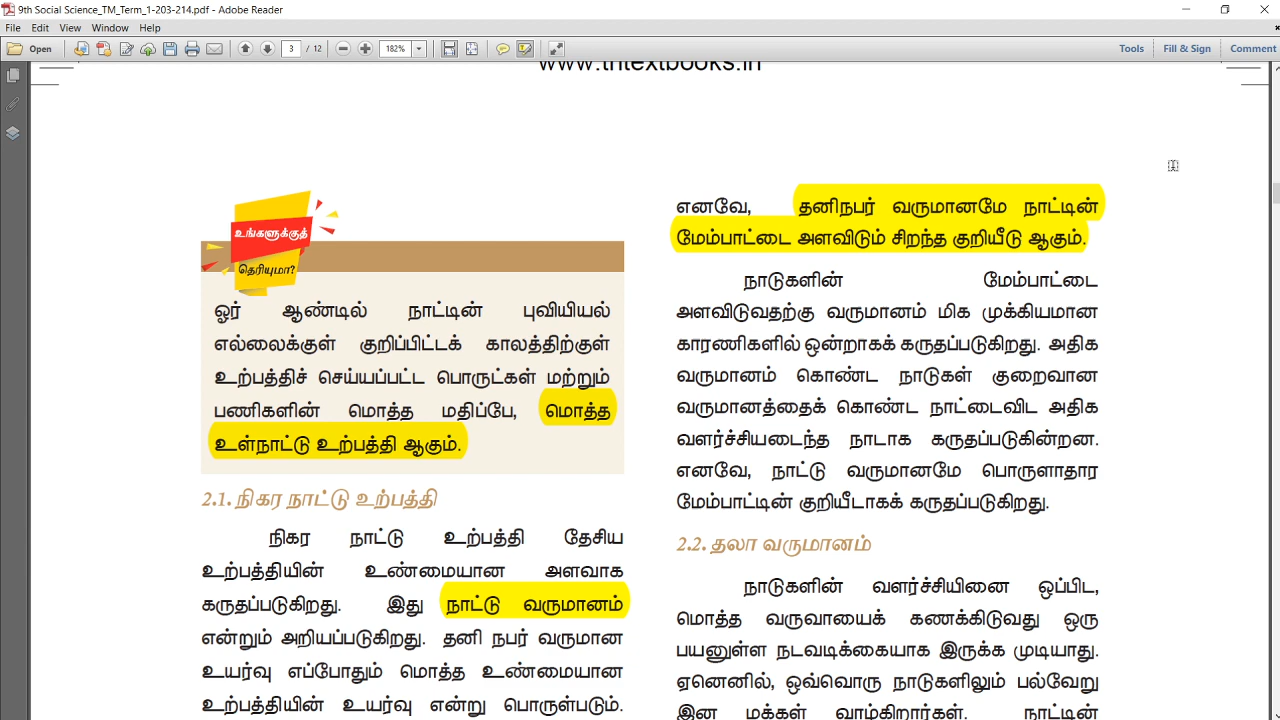 9th Social Science_TM_Term_1-203-214.pdf - Adobe Reader
File Edit View Window Help
Open 3 / 12 182% Tools Fill & Sign Comment
www.tntextbooks.in
உங்களுக்குத்
தெரியுமா?
ஓர் ஆண்டில் நாட்டின் புவியியல்
எல்லைக்குள் குறிப்பிட்டக் காலத்திற்குள்
உற்பத்திச் செய்யப்பட்ட பொருட்கள் மற்றும்
பணிகளின் மொத்த மதிப்பே, மொத்த
உள்நாட்டு உற்பத்தி ஆகும்.
2.1. நிகர நாட்டு உற்பத்தி
நிகர நாட்டு உற்பத்தி தேசிய
உற்பத்தியின் உண்மையான அளவாக
கருதப்படுகிறது. இது நாட்டு வருமானம்
என்றும் அறியப்படுகிறது. தனி நபர் வருமான
உயர்வு எப்போதும் மொத்த உண்மையான
உற்பத்தியின் உயர்வு என்று பொருள்படும்.
எனவே, தனிநபர் வருமானமே நாட்டின்
மேம்பாட்டை அளவிடும் சிறந்த குறியீடு ஆகும்.
நாடுகளின் மேம்பாட்டை
அளவிடுவதற்கு வருமானம் மிக முக்கியமான
காரணிகளில் ஒன்றாகக் கருதப்படுகிறது. அதிக
வருமானம் கொண்ட நாடுகள் குறைவான
வருமானத்தைக் கொண்ட நாட்டைவிட அதிக
வளர்ச்சியடைந்த நாடாக கருதப்படுகின்றன.
எனவே, நாட்டு வருமானமே பொருளாதார
மேம்பாட்டின் குறியீடாகக் கருதப்படுகிறது.
2.2. தலா வருமானம்
நாடுகளின் வளர்ச்சியினை ஒப்பிட,
மொத்த வருவாயைக் கணக்கிடுவது ஒரு
பயனுள்ள நடவடிக்கையாக இருக்க முடியாது.
ஏனெனில், ஒவ்வொரு நாடுகளிலும் பல்வேறு
இன மக்கள் வாழ்கிறார்கள். நாட்டின்